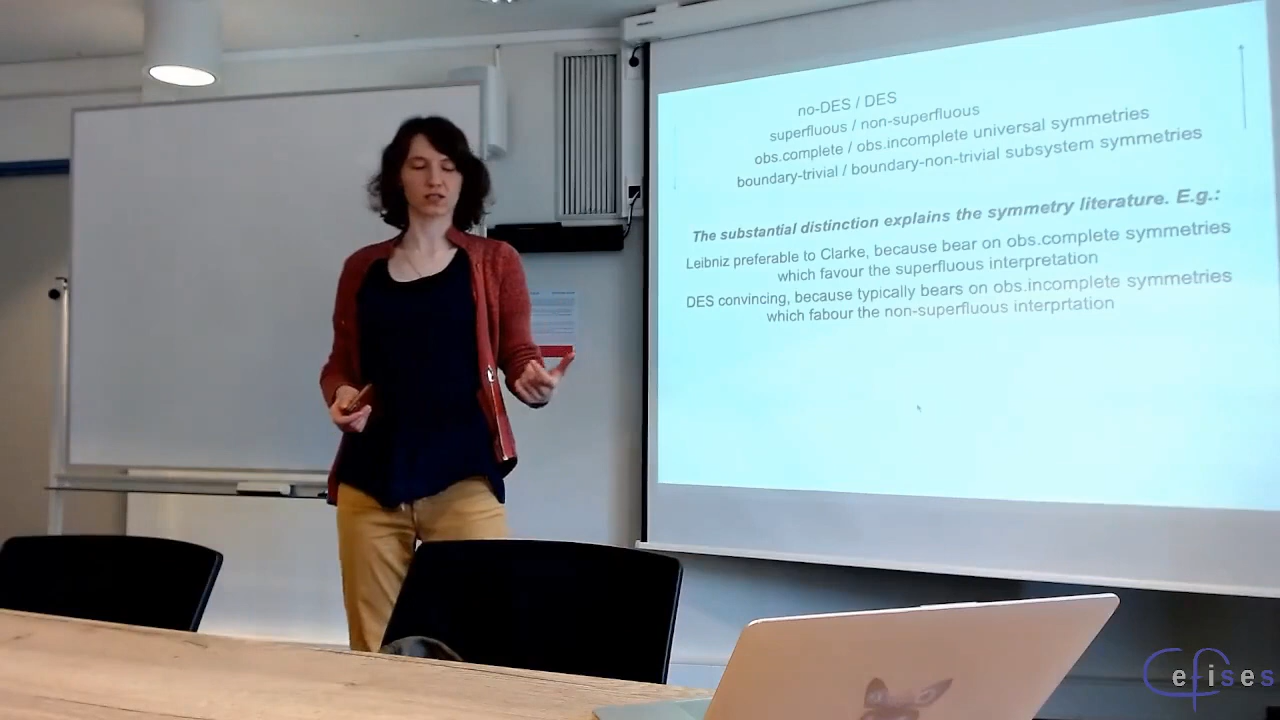 no-DES / DES
superfluous / non-superfluous
obs.complete / obs.incomplete universal symmetries
boundary-trivial / boundary-non-trivial subsystem symmetries
The substantial distinction explains the symmetry literature. E.g.:
Leibniz preferable to Clarke, because bear on obs.complete symmetries
which favour the superfluous interpretation
DES convincing, because typically bears on obs.incomplete symmetries
which fabour the non-superfluous interprtation
Cefises